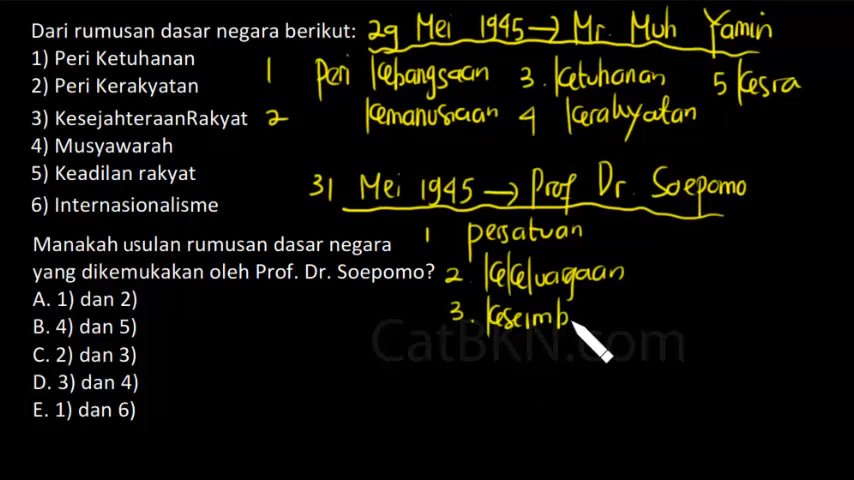 Dari rumusan dasar negara berikut: 29 Mei 1945 → Mr. Muh Yamin
1) Peri Ketuhanan
2) Peri Kerakyatan
3) KesejahteraanRakyat
4) Musyawarah
5) Keadilan rakyat
6) Internasionalisme
1 Peri Kebangsaan 3. Ketuhanan 5 Kesra
2 Kemanusiaan 4 Kerakyatan
31 Mei 1945 → Prof Dr. Soepomo
1 persatuan
2. Kekeluagaan
3. Keseimb
Manakah usulan rumusan dasar negara
yang dikemukakan oleh Prof. Dr. Soepomo?
A. 1) dan 2)
B. 4) dan 5)
C. 2) dan 3)
D. 3) dan 4)
E. 1) dan 6)
CatBKN.com